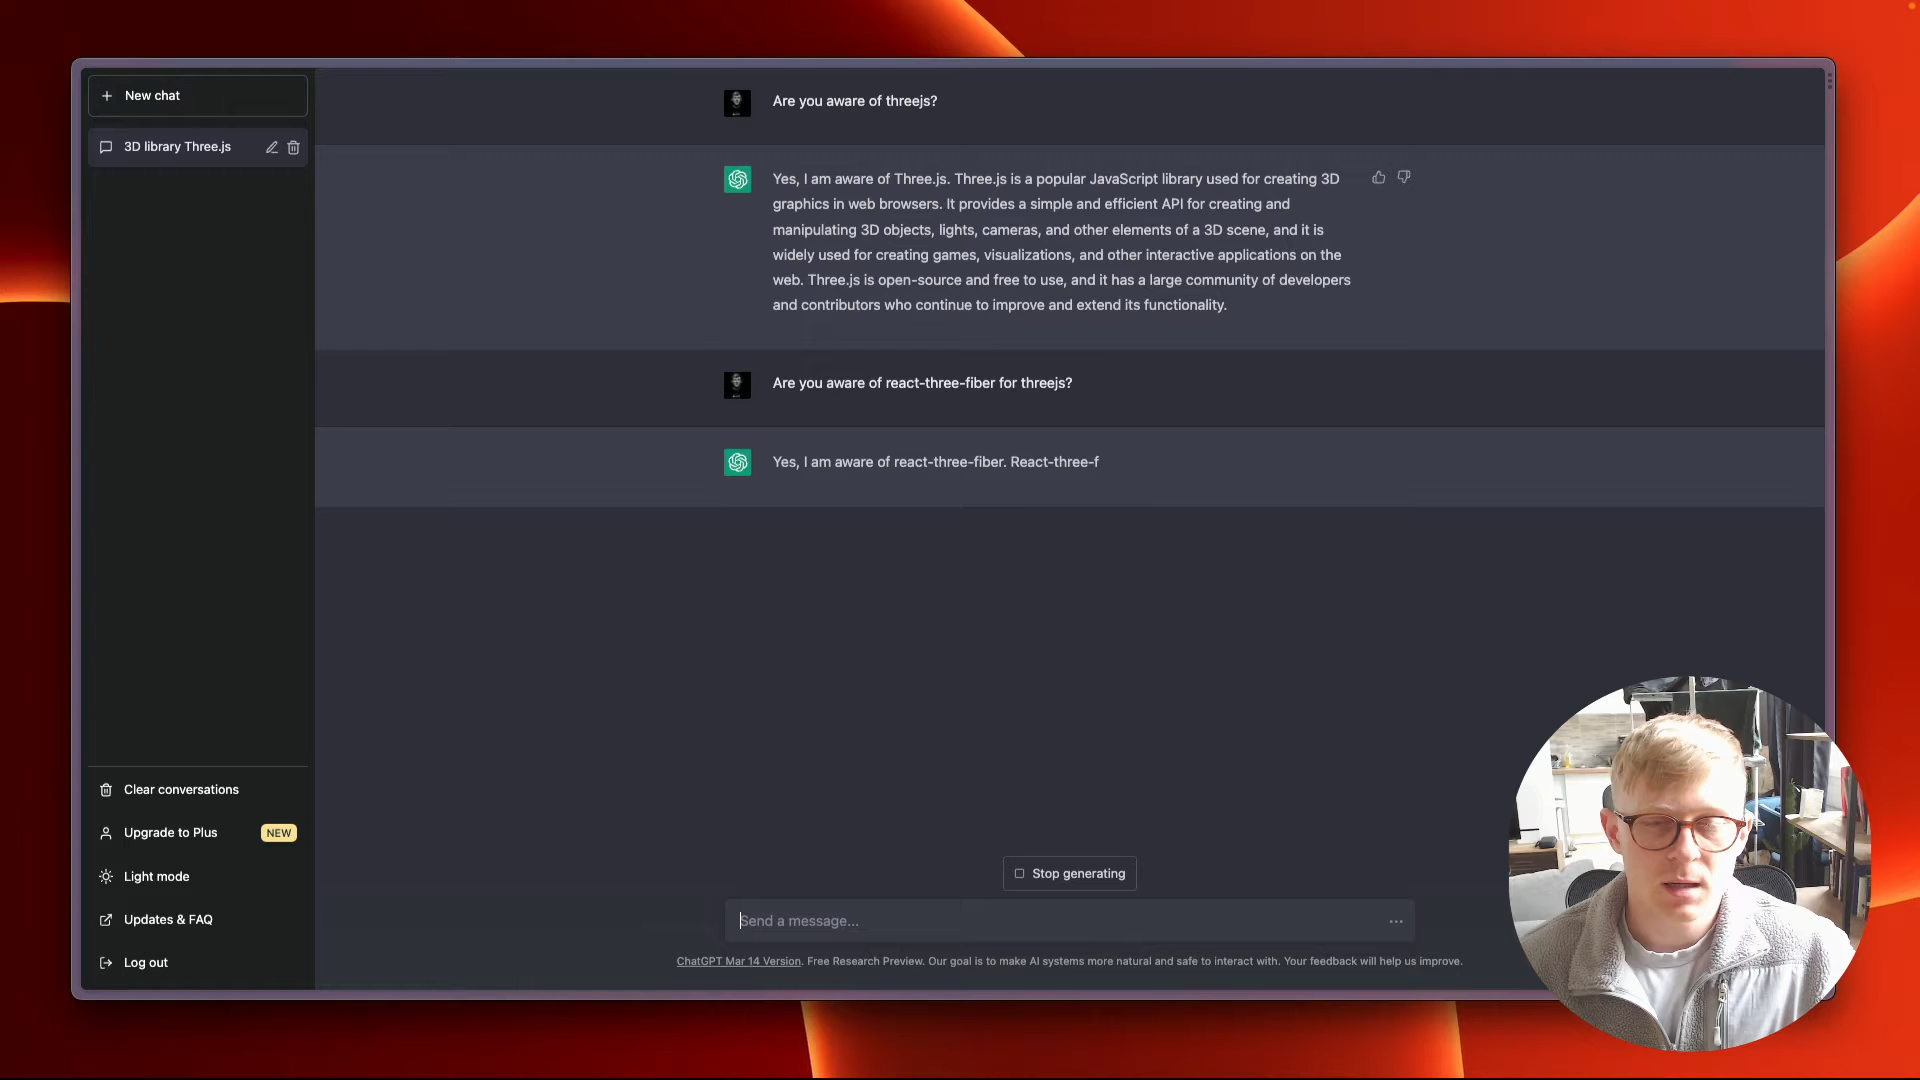 New chat
3D library Three.js
Are you aware of threejs?
Yes, I am aware of Three.js. Three.js is a popular JavaScript library used for creating 3D
graphics in web browsers. It provides a simple and efficient API for creating and
manipulating 3D objects, lights, cameras, and other elements of a 3D scene, and it is
widely used for creating games, visualizations, and other interactive applications on the
web. Three.js is open-source and free to use, and it has a large community of developers
and contributors who continue to improve and extend its functionality.
Are you aware of react-three-fiber for threejs?
Yes, I am aware of react-three-fiber. React-three-f
Clear conversations
Upgrade to Plus NEW
Light mode
Updates & FAQ
Log out
Stop generating
Send a message...
ChatGPT Mar 14 Version. Free Research Preview. Our goal is to make AI systems more natural and safe to interact with. Your feedback will help us improve.